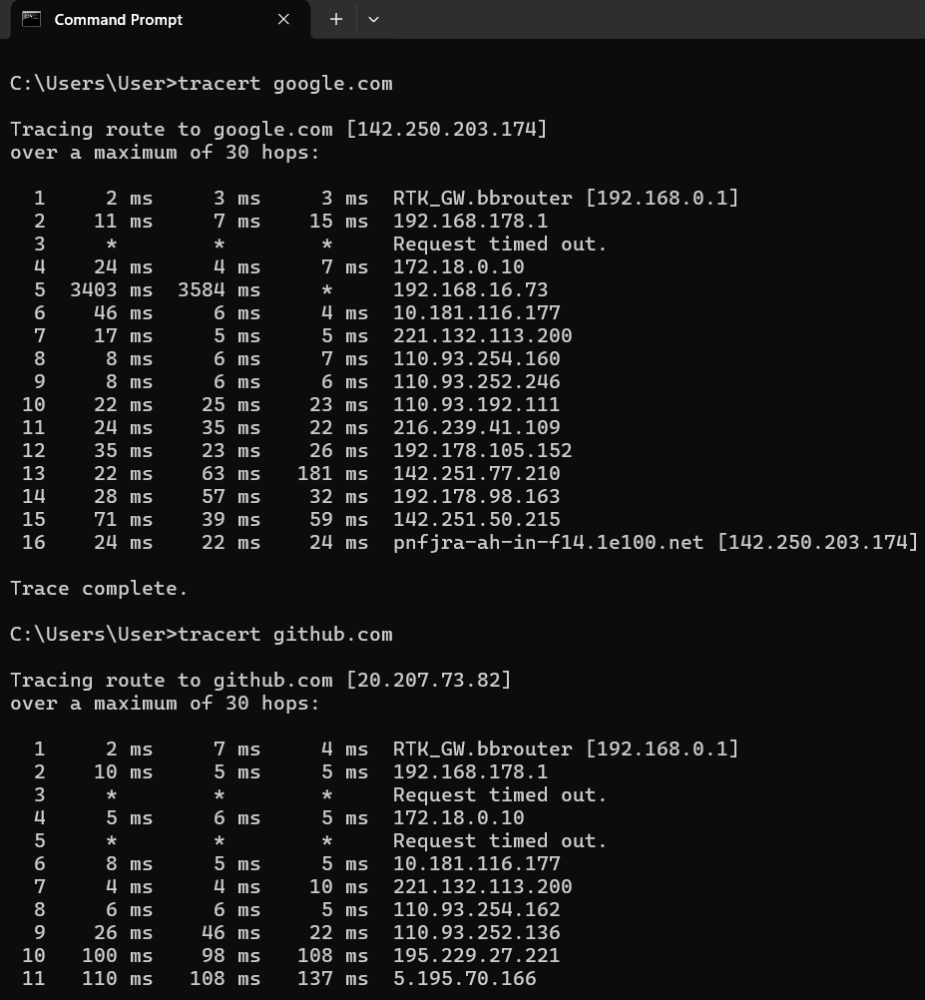 Command Prompt
C:\Users\User>tracert google.com
Tracing route to google.com [142.250.203.174]
over a maximum of 30 hops:
1 2 ms 3 ms 3 ms RTK_GW.bbrouter [192.168.0.1]
2 11 ms 7 ms 15 ms 192.168.178.1
3 * * * Request timed out.
4 24 ms 4 ms 7 ms 172.18.0.10
5 3403 ms 3584 ms * 192.168.16.73
6 46 ms 6 ms 4 ms 10.181.116.177
7 17 ms 5 ms 5 ms 221.132.113.200
8 8 ms 6 ms 7 ms 110.93.254.160
9 8 ms 6 ms 6 ms 110.93.252.246
10 22 ms 25 ms 23 ms 110.93.192.111
11 24 ms 35 ms 22 ms 216.239.41.109
12 35 ms 23 ms 26 ms 192.178.105.152
13 22 ms 63 ms 181 ms 142.251.77.210
14 28 ms 57 ms 32 ms 192.178.98.163
15 71 ms 39 ms 59 ms 142.251.50.215
16 24 ms 22 ms 24 ms pnfjra-ah-in-f14.1e100.net [142.250.203.174]
Trace complete.
C:\Users\User>tracert github.com
Tracing route to github.com [20.207.73.82]
over a maximum of 30 hops:
1 2 ms 7 ms 4 ms RTK_GW.bbrouter [192.168.0.1]
2 10 ms 5 ms 5 ms 192.168.178.1
3 * * * Request timed out.
4 5 ms 6 ms 5 ms 172.18.0.10
5 * * * Request timed out.
6 8 ms 5 ms 5 ms 10.181.116.177
7 4 ms 4 ms 10 ms 221.132.113.200
8 6 ms 6 ms 5 ms 110.93.254.162
9 26 ms 46 ms 22 ms 110.93.252.136
10 100 ms 98 ms 108 ms 195.229.27.221
11 110 ms 108 ms 137 ms 5.195.70.166